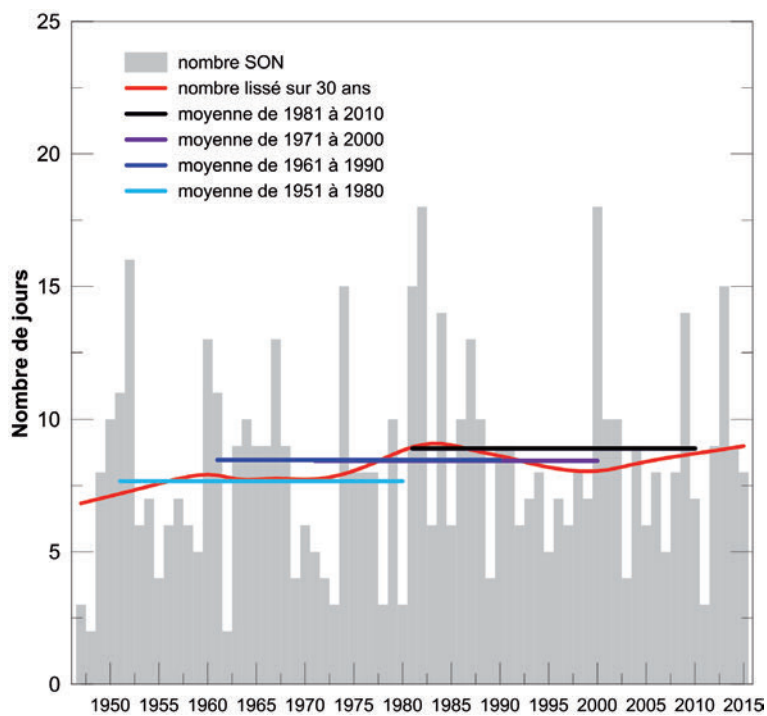 25
nombre SON
nombre lissé sur 30 ans
moyenne de 1981 à 2010
20
moyenne de 1971 à 2000
moyenne de 1961 à 1990
moyenne de 1951 à 1980
15
Nombre de jours
10
5
0
1950 1955 1960 1965 1970 1975 1980 1985 1990 1995 2000 2005 2010 2015